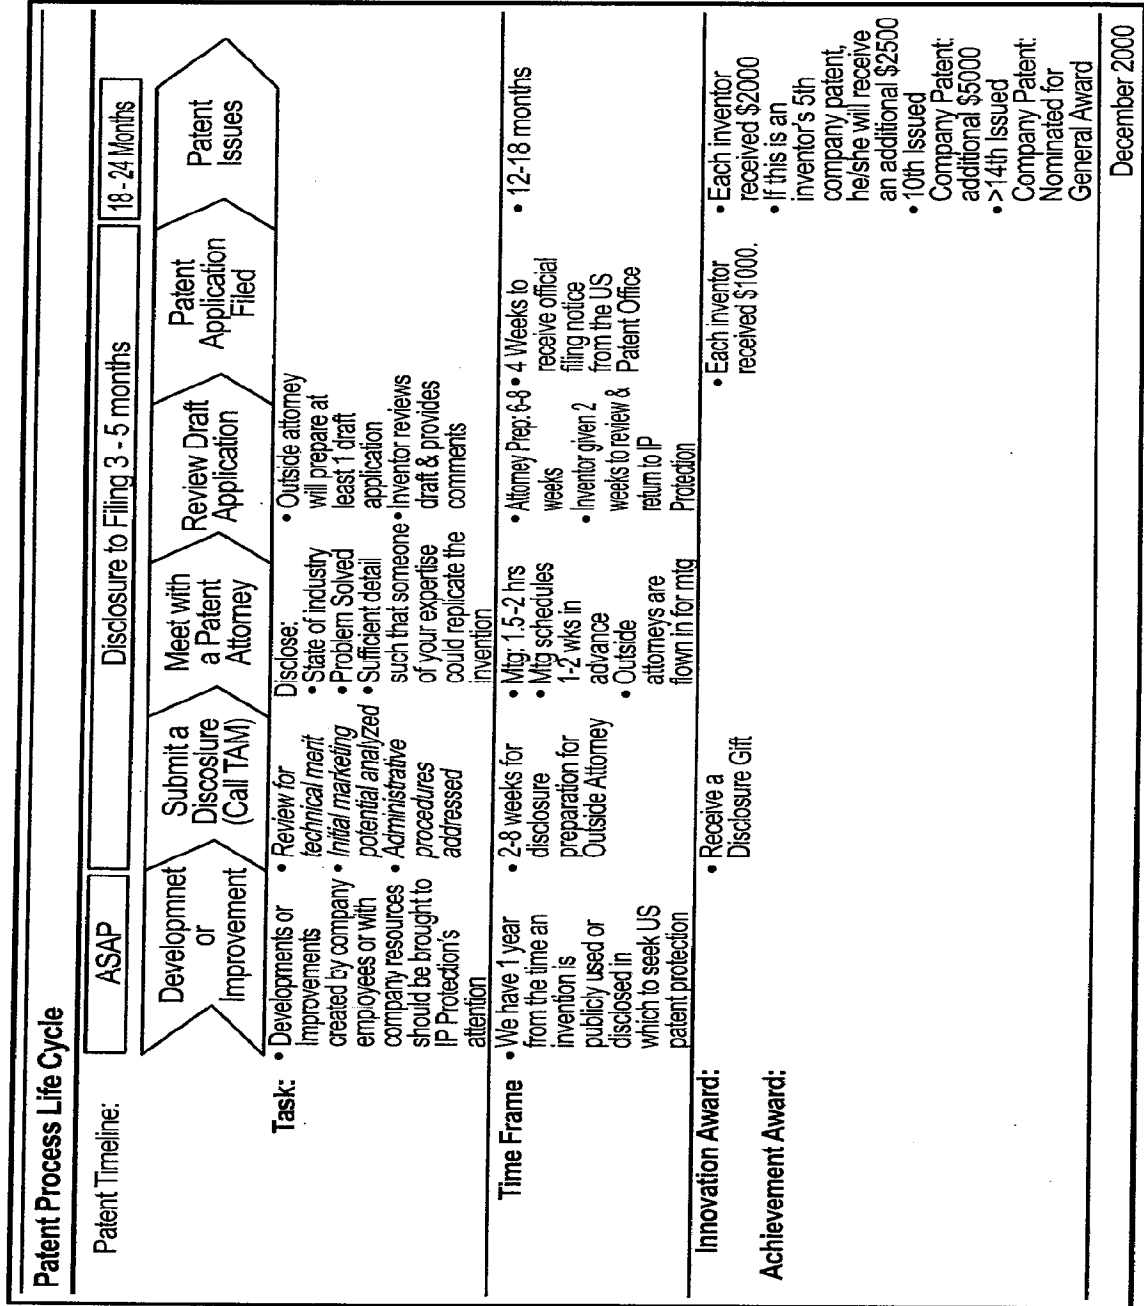 Patent Process Life Cycle
Patent Timeline:
ASAP
Disclosure to Filing 3 - 5 months
18 - 24 Months
Developmnet
or
Improvement
Submit a
Discoslure
(Call TAM)
Meet with
a Patent
Attorney
Review Draft
Application
Patent
Application
Filed
Patent
Issues
Task:
• Developments or
Improvements
created by company
employees or with
company resources
should be brought to
IP Protection's
attention
• Review for
technical merit
• Initial marketing
potential analyzed
• Administrative
procedures
addressed
Disclose:
• State of industry
• Problem Solved
• Sufficient detail
such that someone
of your expertise
could replicate the
invention
• Outside attorney
will prepare at
least 1 draft
application
• Inventor reviews
draft & provides
comments
Time Frame
• We have 1 year
from the time an
invention is
publicly used or
disclosed in
which to seek US
patent protection
• 2-8 weeks for
disclosure
preparation for
Outside Attorney
• Mtg: 1.5-2 hrs
• Mtg schedules
1-2 wks in
advance
• Outside
attorneys are
flown in for mtg
• Attorney Prep: 6-8
weeks
• Inventor given 2
weeks to review &
return to IP
Protection
• 4 Weeks to
receive official
filing notice
from the US
Patent Office
• 12-18 months
Innovation Award:
Achievement Award:
• Receive a
Disclosure Gift
• Each inventor
received $1000.
• Each inventor
received $2000
• If this is an
inventor's 5th
company patent,
he/she will receive
an additional $2500
• 10th Issued
Company Patent:
additional $5000
• >14th Issued
Company Patent:
Nominated for
General Award
December 2000